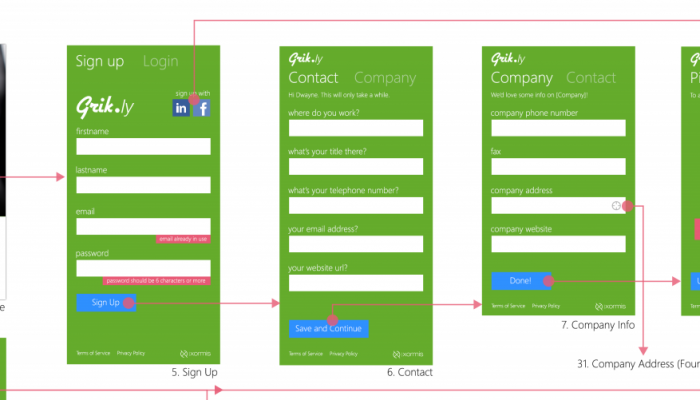 Sign up Login
sign up with
Grik.ly
in f
firstname
lastname
email
email already in use
password
password should be 6 characters or more
Sign Up
Terms of Service Privacy Policy
5. Sign Up
Grik.ly
Contact Company
Hi Dwayne. This will only take a while.
where do you work?
what's your title there?
what's your telephone number?
your email address?
your website url?
Save and Continue
Terms of Service Privacy Policy
6. Contact
Grik.ly
Company Contact
We'd love some info on [Company]!
company phone number
fax
company address
company website
Done!
Terms of Service Privacy Policy
7. Company Info
31. Company Address (Four
e